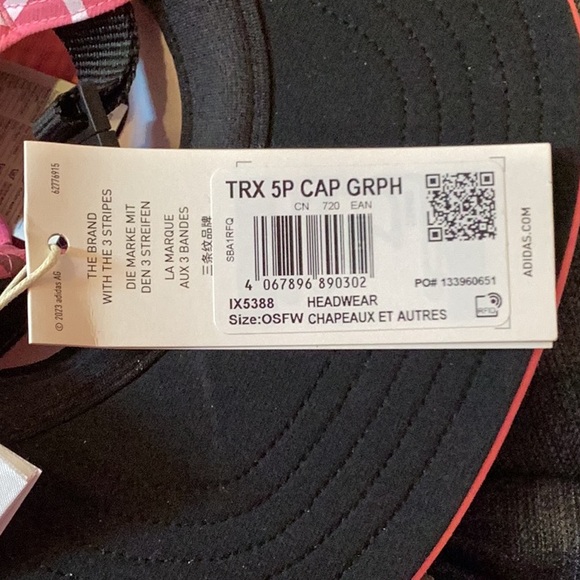 TRX 5P CAP GRPH
CN 720 EAN
SBA1RFQ
4 067896 890302
PO# 133960651
IX5388 HEADWEAR
Size:OSFW CHAPEAUX ET AUTRES
RFID
ADIDAS.COM
62776915
© 2023 adidas AG
THE BRAND
WITH THE 3 STRIPES
DIE MARKE MIT
DEN 3 STREIFEN
LA MARQUE
AUX 3 BANDES
三条纹品牌